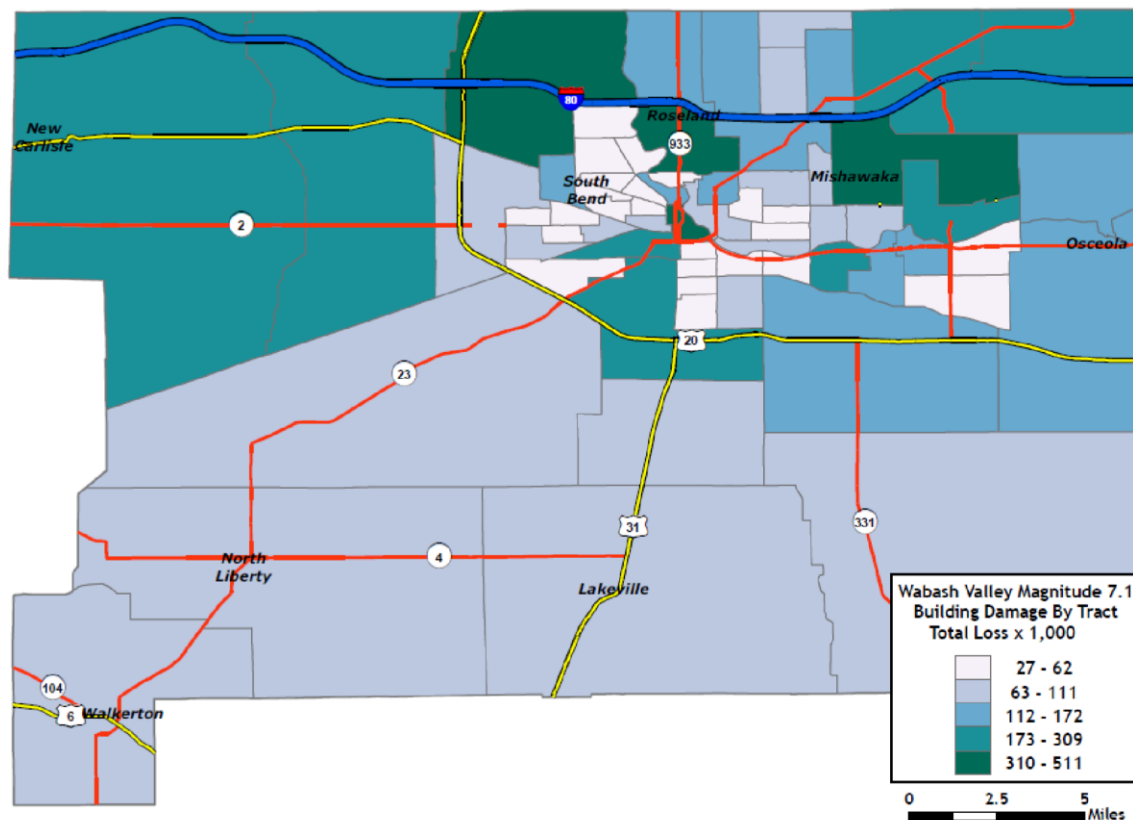 80
New
Carlisle
Roseland
933
South
Bend
Mishawaka
2
Osceola
20
23
31
331
4
North
Liberty
Lakeville
104
6
Walkerton
Wabash Valley Magnitude 7.1
Building Damage By Tract
Total Loss x 1,000
27 - 62
63 - 111
112 - 172
173 - 309
310 - 511
0 2.5 5
Miles